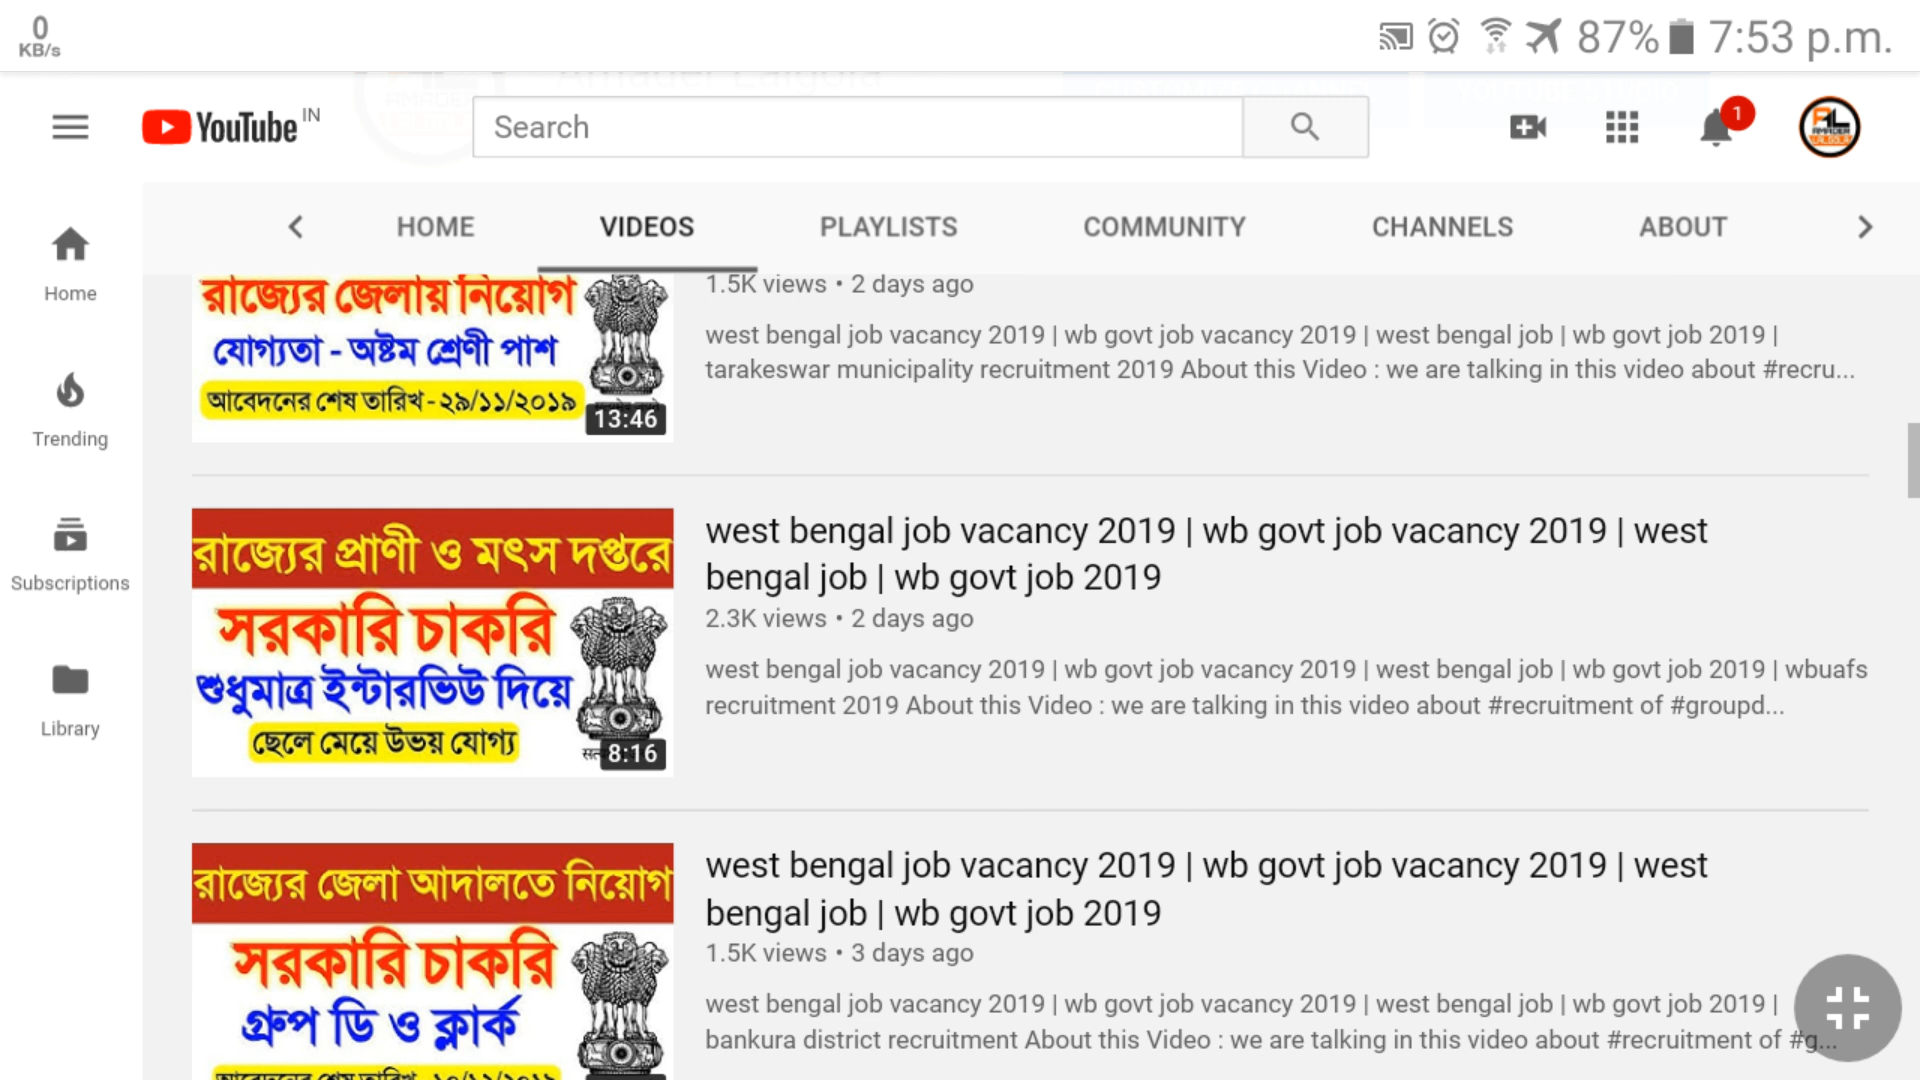 0
KB/s
87% 7:53 p.m.
Amader Lalgola
YouTube IN
Search
1
HOME VIDEOS PLAYLISTS COMMUNITY CHANNELS ABOUT
Home
Trending
Subscriptions
Library
রাজ্যের জেলায় নিয়োগ
যোগ্যতা - অষ্টম শ্রেণী পাশ
আবেদনের শেষ তারিখ - ২৯/১১/২০১৯
13:46
1.5K views • 2 days ago
west bengal job vacancy 2019 | wb govt job vacancy 2019 | west bengal job | wb govt job 2019 |
tarakeswar municipality recruitment 2019 About this Video : we are talking in this video about #recru...
রাজ্যের প্রাণী ও মৎস দপ্তরে
সরকারি চাকরি
শুধুমাত্র ইন্টারভিউ দিয়ে
ছেলে মেয়ে উভয় যোগ্য
8:16
west bengal job vacancy 2019 | wb govt job vacancy 2019 | west
bengal job | wb govt job 2019
2.3K views • 2 days ago
west bengal job vacancy 2019 | wb govt job vacancy 2019 | west bengal job | wb govt job 2019 | wbuafs
recruitment 2019 About this Video : we are talking in this video about #recruitment of #groupd...
রাজ্যের জেলা আদালতে নিয়োগ
সরকারি চাকরি
গ্রুপ ডি ও ক্লার্ক
আবেদনের শেষ তারিখ - ১০/১২/২০১৯
west bengal job vacancy 2019 | wb govt job vacancy 2019 | west
bengal job | wb govt job 2019
1.5K views • 3 days ago
west bengal job vacancy 2019 | wb govt job vacancy 2019 | west bengal job | wb govt job 2019 |
bankura district recruitment About this Video : we are talking in this video about #recruitment of #g...